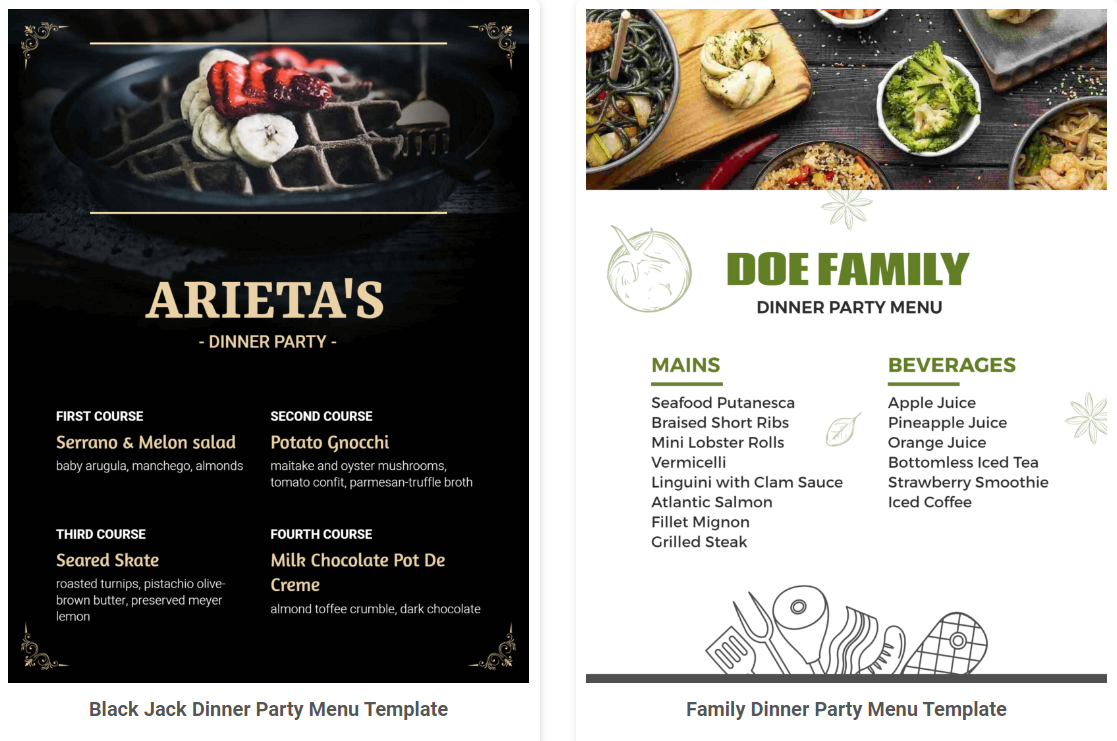 ARIETA'S
- DINNER PARTY -
FIRST COURSE
Serrano & Melon salad
baby arugula, manchego, almonds
SECOND COURSE
Potato Gnocchi
maitake and oyster mushrooms,
tomato confit, parmesan-truffle broth
THIRD COURSE
Seared Skate
roasted turnips, pistachio olive-
brown butter, preserved meyer
lemon
FOURTH COURSE
Milk Chocolate Pot De
Creme
almond toffee crumble, dark chocolate
Black Jack Dinner Party Menu Template
DOE FAMILY
DINNER PARTY MENU
MAINS
Seafood Putanesca
Braised Short Ribs
Mini Lobster Rolls
Vermicelli
Linguini with Clam Sauce
Atlantic Salmon
Fillet Mignon
Grilled Steak
BEVERAGES
Apple Juice
Pineapple Juice
Orange Juice
Bottomless Iced Tea
Strawberry Smoothie
Iced Coffee
Family Dinner Party Menu Template